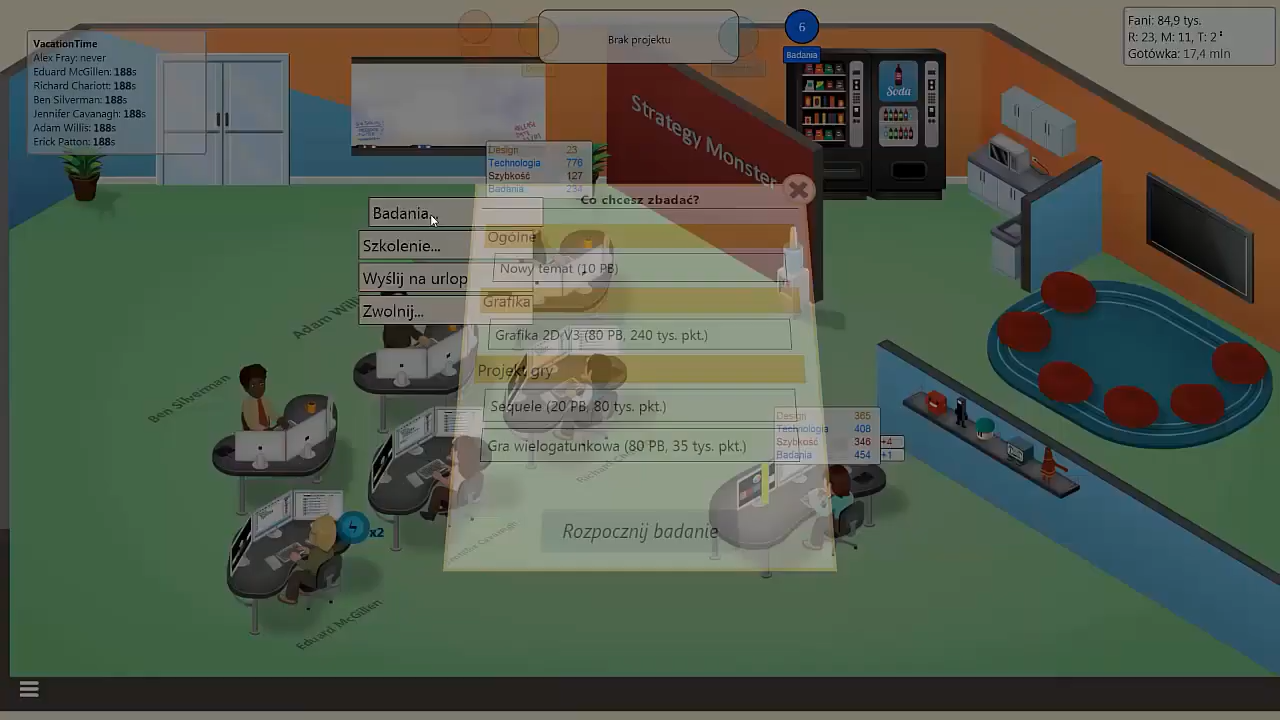 VacationTime
Alex Fray: nada
Eduard McGillen: 188s
Richard Chariott: 188s
Ben Silverman: 188s
Jennifer Cavanagh: 188s
Adam Willis: 188s
Erick Patton: 188s
Brak projektu
6
Badania
Fani: 84,9 tys.
R: 23, M: 11, T: 2
Gotówka: 17,4 mln
Soda
Strategy Monster
Design 23
Technologia 776
Szybkość 127
Badania 234
Badania
Szkolenie...
Wyślij na urlop
Zwolnij...
Co chcesz zbadać?
Ogólne
Nowy temat (10 PB)
Grafika
Grafika 2D V3 (80 PB, 240 tys. pkt.)
Projekt gry
Sequele (20 PB, 80 tys. pkt.)
Gra wielogatunkowa (80 PB, 35 tys. pkt.)
Rozpocznij badanie
Design 365
Technologia 408
Szybkość 346 +4
Badania 454 +1
Adam Willis
Ben Silverman
x2
Eduard McGillen